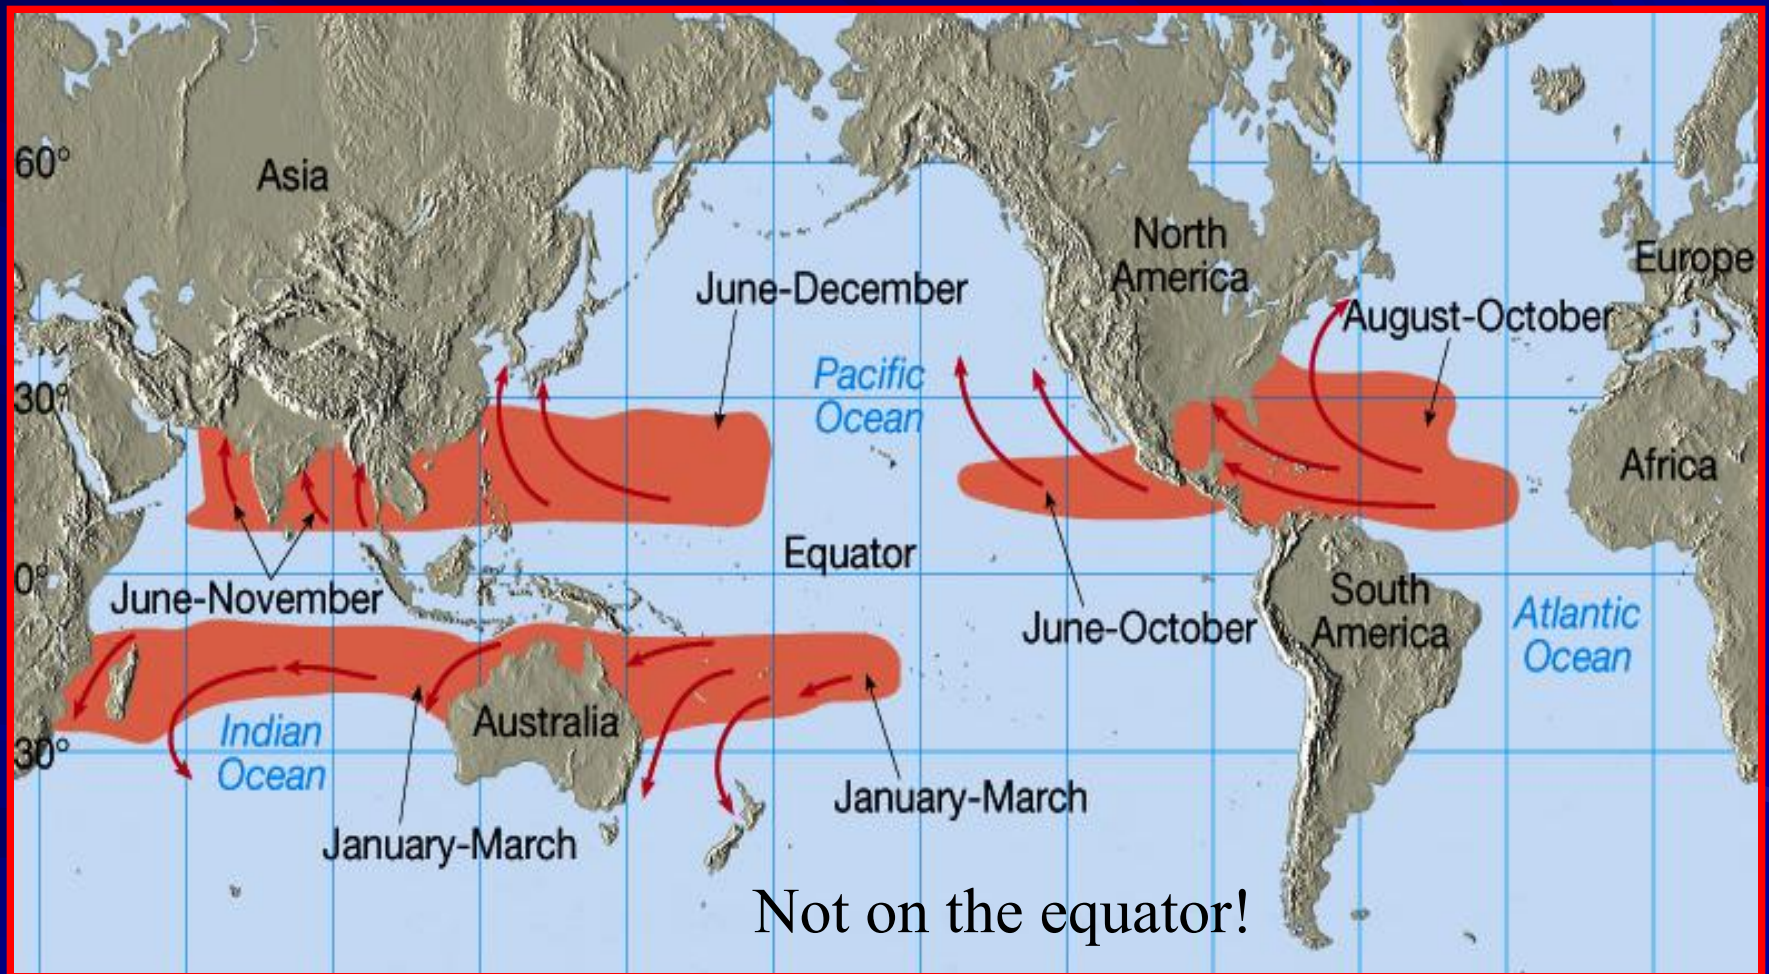 60°
Asia
North
America
Europe
June-December
August-October
Pacific
Ocean
30°
Africa
Equator
0°
June-November
South
America
Atlantic
Ocean
June-October
Indian
Ocean
Australia
30°
January-March
January-March
Not on the equator!